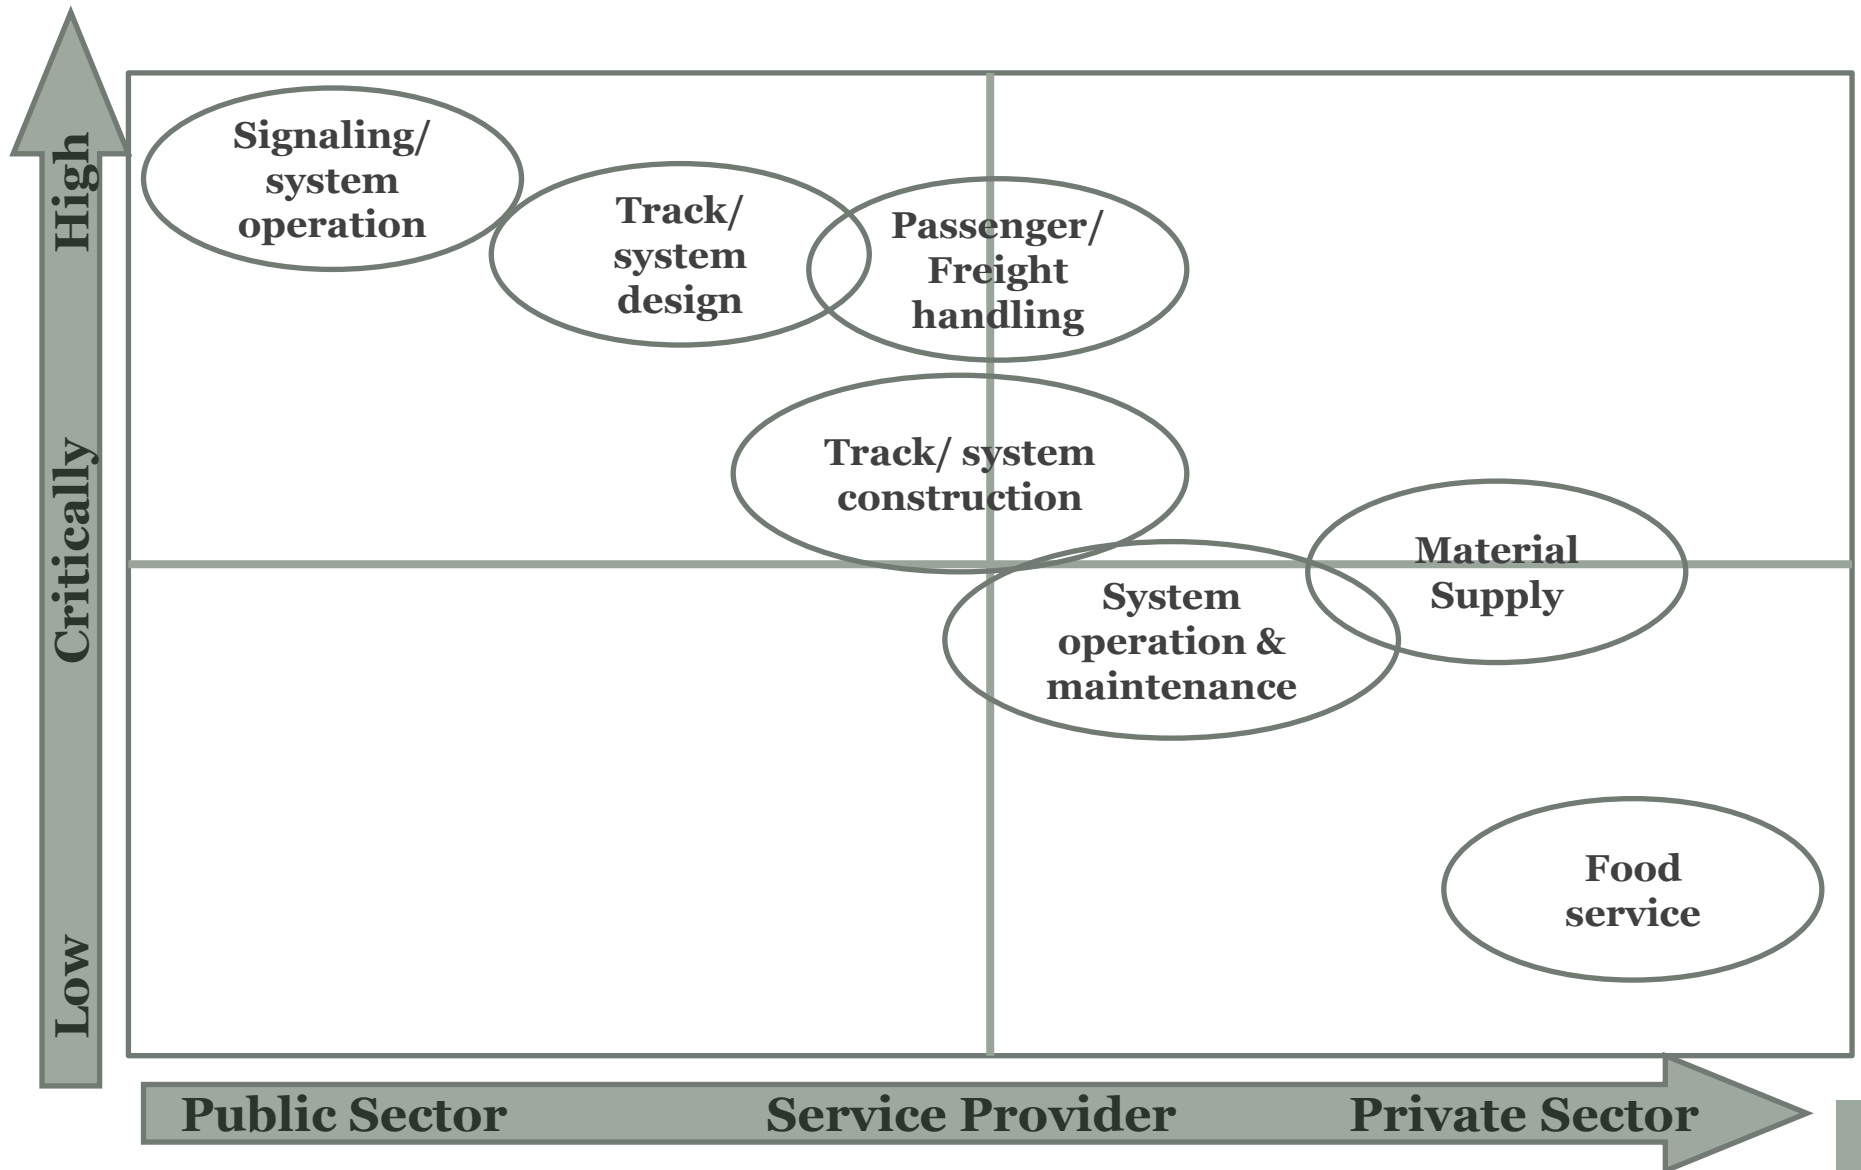 High
Critically
Low
Signaling/
system
operation
Track/
system
design
Passenger/
Freight
handling
Track/ system
construction
System
operation &
maintenance
Material
Supply
Food
service
Public Sector
Service Provider
Private Sector